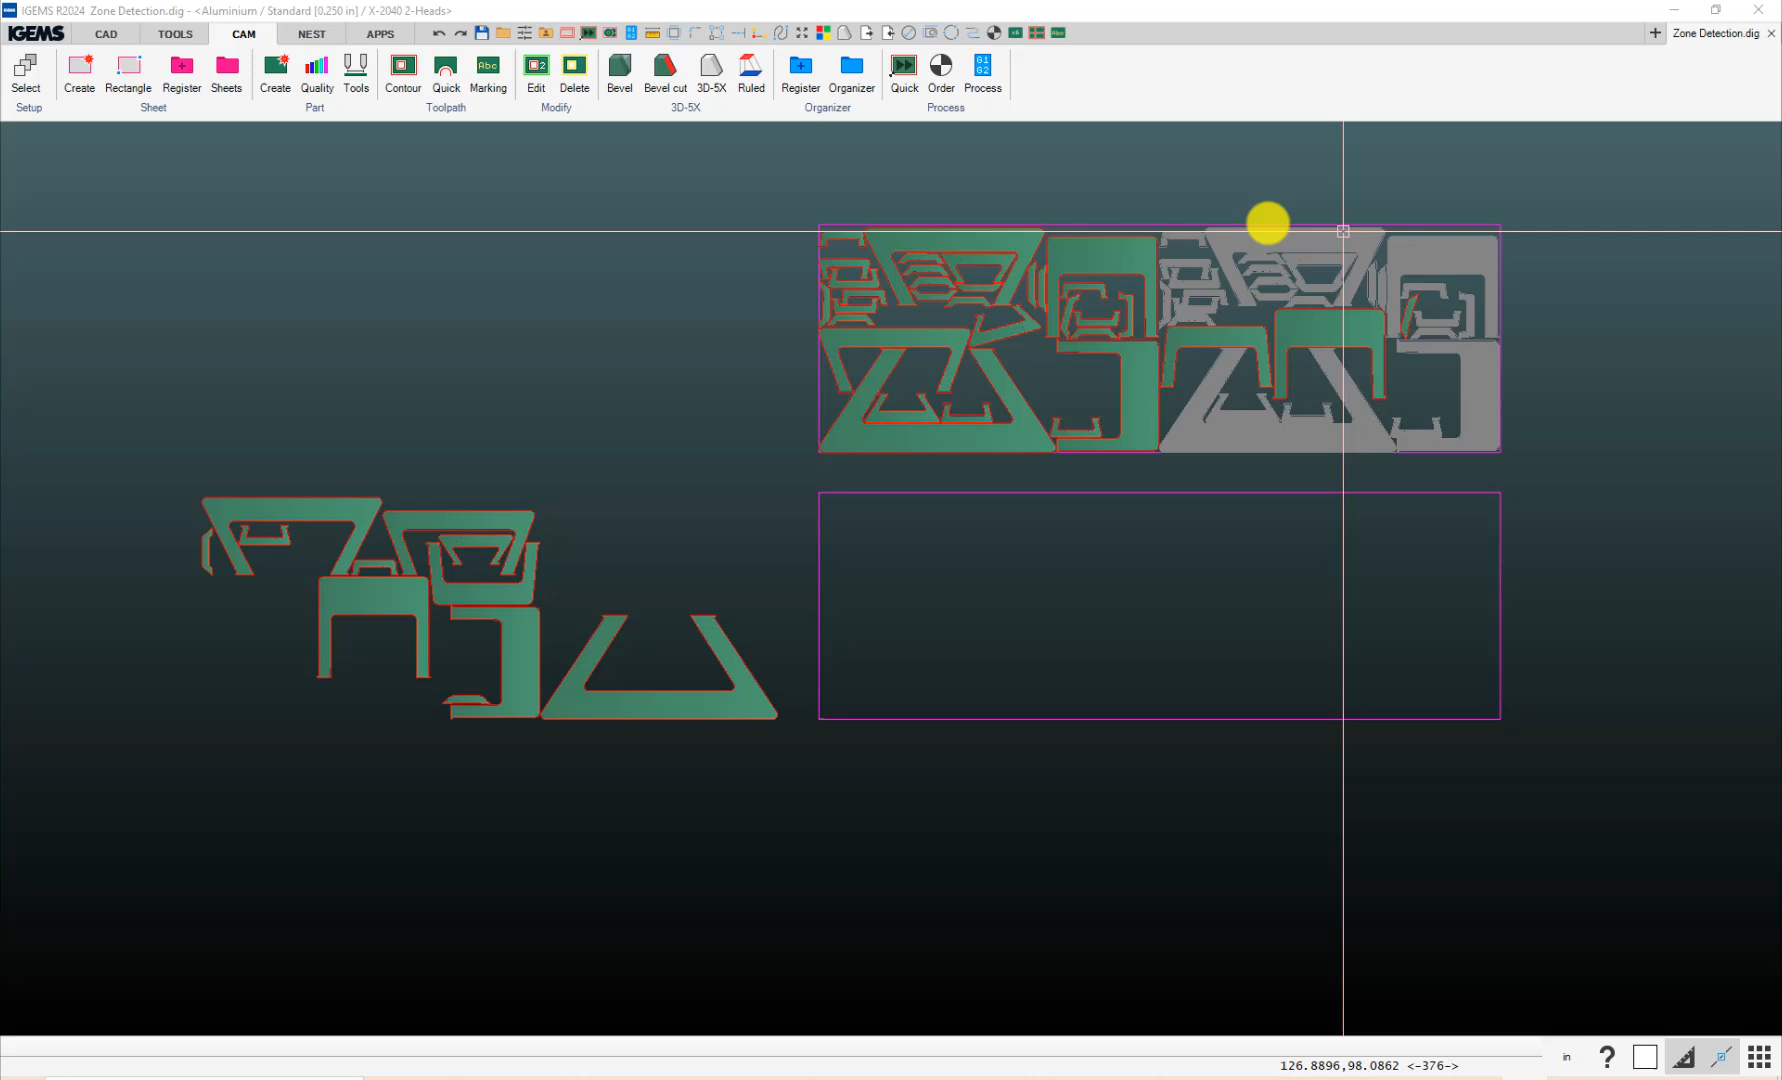 IGEMS R2024  Zone Detection.dig - <Aluminium / Standard [0.250 in] / X-2040 2-Heads>
IGEMS CAD TOOLS CAM NEST APPS Zone Detection.dig
Select Create Rectangle Register Sheets Create Quality Tools Contour Quick Marking Edit Delete Bevel Bevel cut 3D-5X Ruled Register Organizer Quick Order Process
Setup Sheet Part Toolpath Modify 3D-5X Organizer Process
126.8896,98.0862 <-376-> in ?